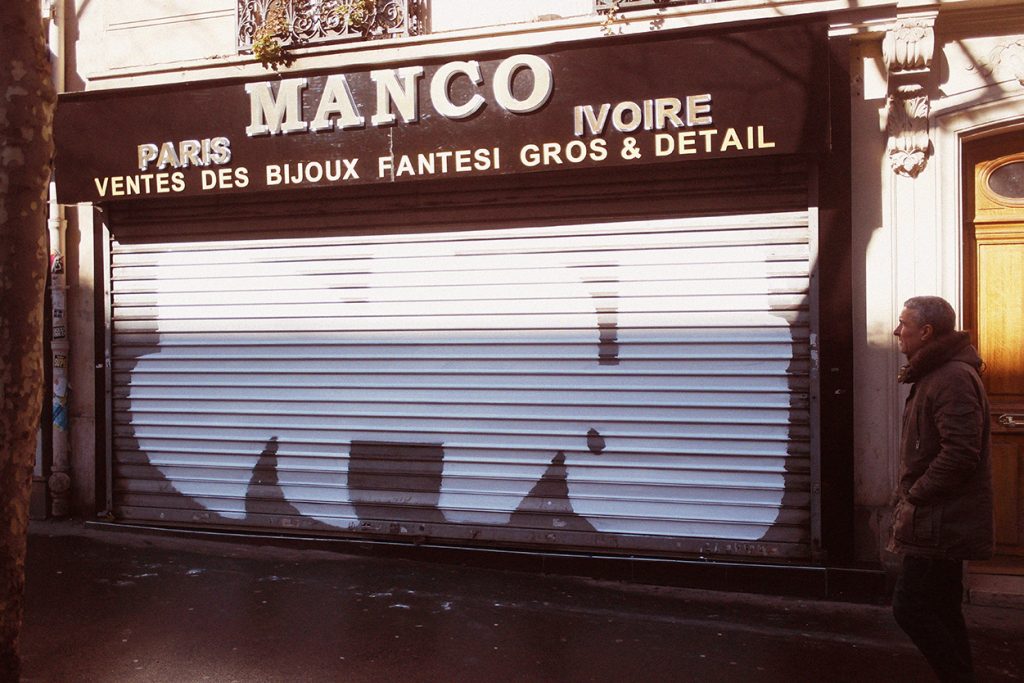 MANCO
PARIS
IVOIRE
VENTES DES BIJOUX FANTESI GROS & DETAIL